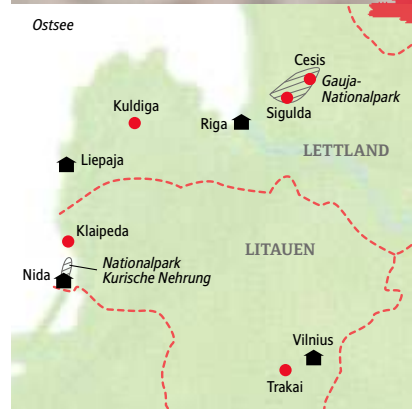 Ostsee
Cesis
Gauja-
Nationalpark
Kuldiga
Riga
Sigulda
LETTLAND
Liepaja
Klaipeda
LITAUEN
Nationalpark
Kurische Nehrung
Nida
Vilnius
Trakai